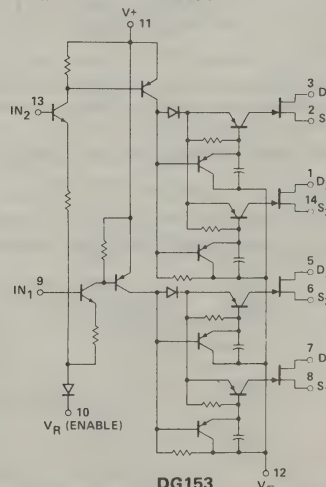 V+
11
3
D
13
IN2
2
S
1
D
14
S
9
IN1
5
D
6
S
7
D
8
S
10
VR (ENABLE)
12
DG153